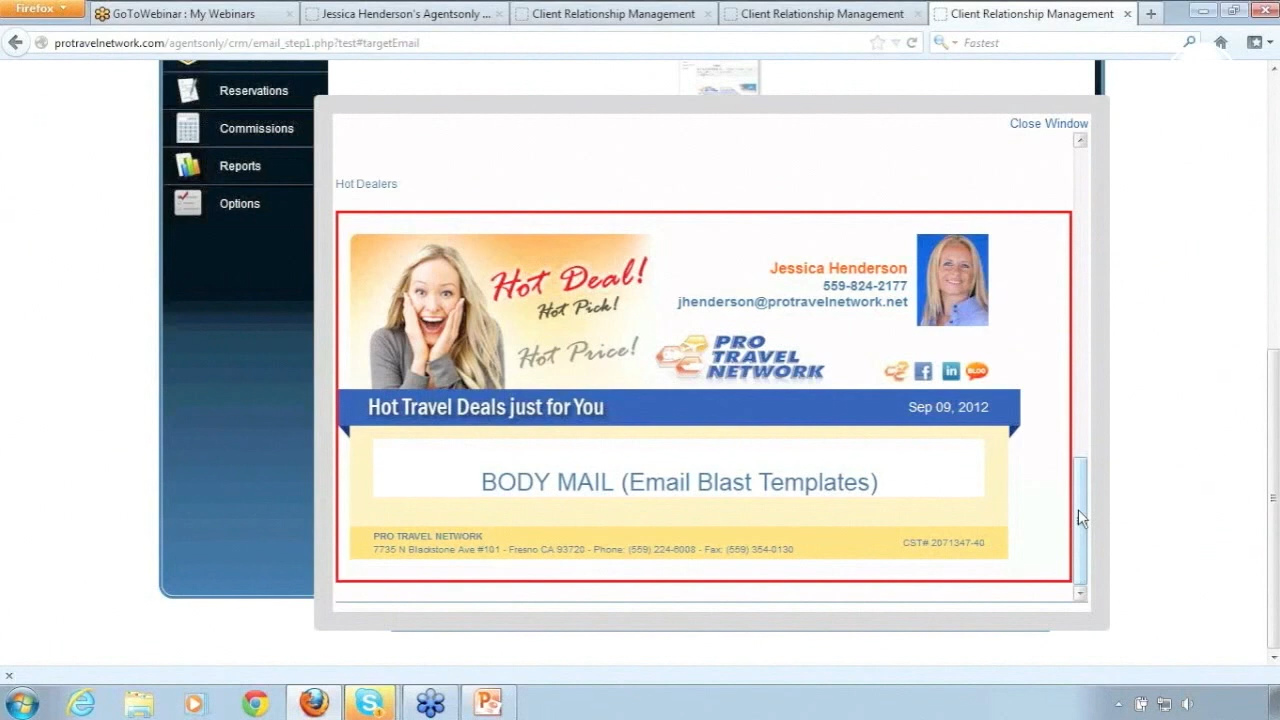 Firefox
GoToWebinar : My Webinars
Jessica Henderson's Agentsonly ...
Client Relationship Management
Client Relationship Management
Client Relationship Management
protravelnetwork.com/agentsonly/crm/email_step1.php?test#targetEmail
Fastest
Reservations
Commissions
Reports
Options
Close Window
Hot Dealers
Hot Deal!
Hot Pick!
Hot Price!
Jessica Henderson
559-824-2177
jhenderson@protravelnetwork.net
PRO
TRAVEL
NETWORK
BLOG
Hot Travel Deals just for You
Sep 09, 2012
BODY MAIL (Email Blast Templates)
PRO TRAVEL NETWORK
7735 N Blackstone Ave #101 - Fresno CA 93720 - Phone: (559) 224-6008 - Fax: (559) 354-0130
CST# 2071347-40